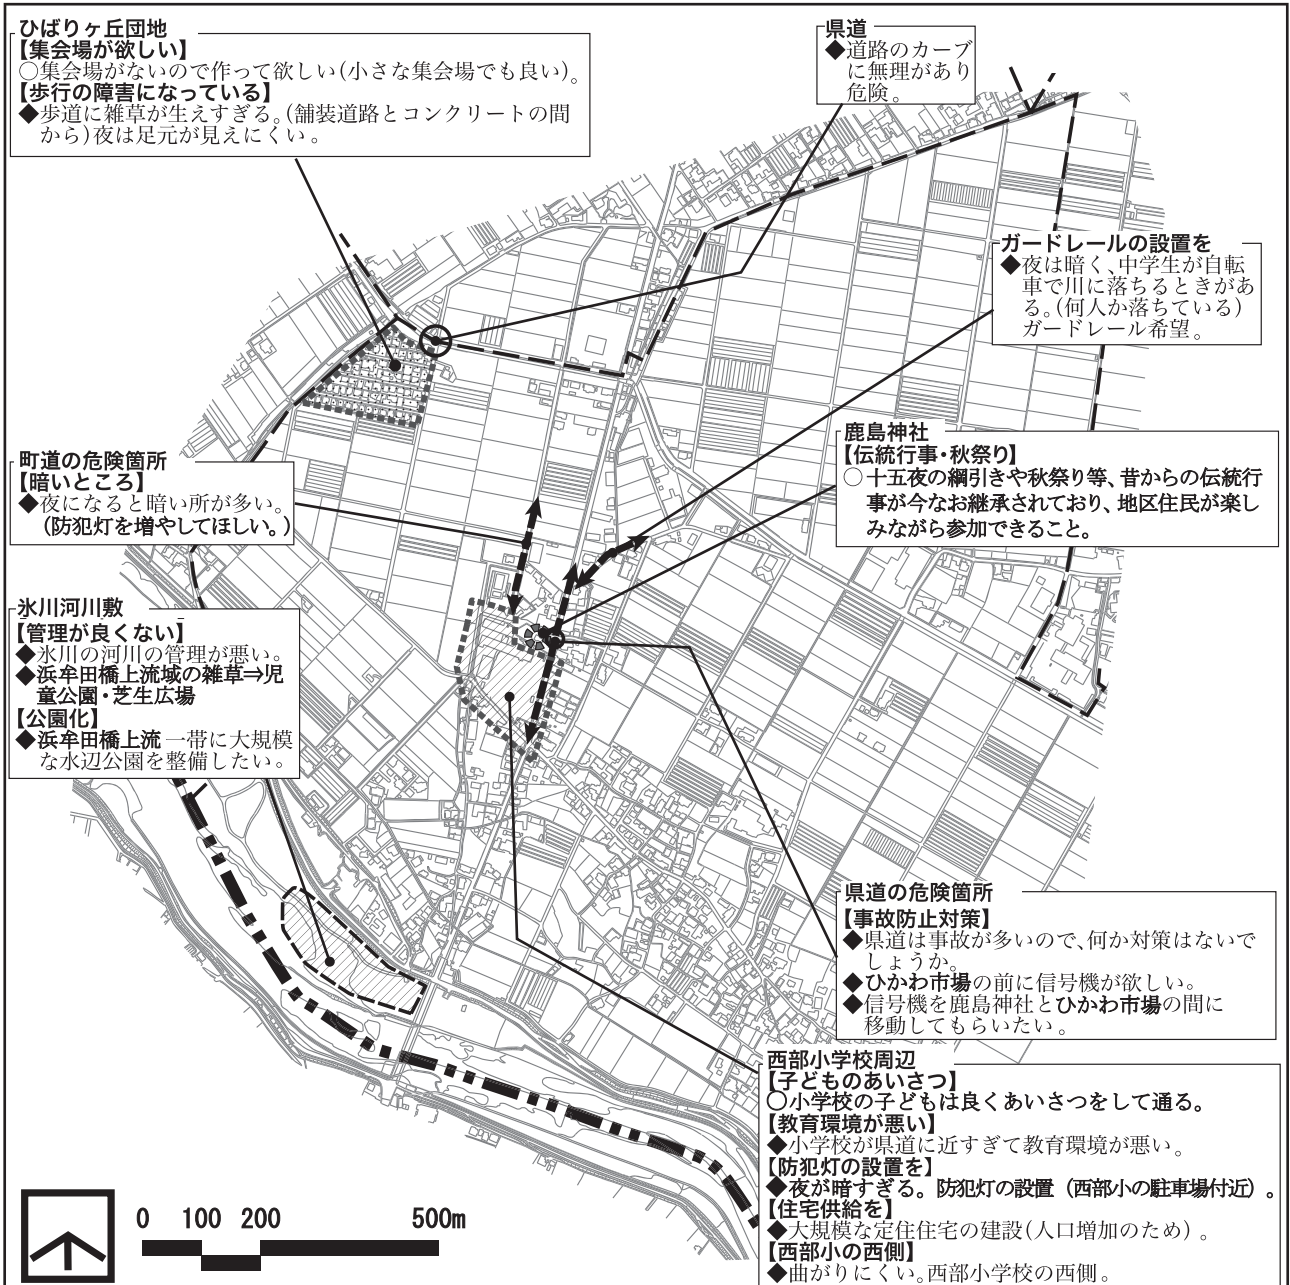 ひばりヶ丘団地
【集会場が欲しい】
○集会場がないので作って欲しい(小さな集会場でも良い)。
【歩行の障害になっている】
◆歩道に雑草が生えすぎる。(舗装道路とコンクリートの間
から)夜は足元が見えにくい。
県道
◆道路のカーブ
に無理があり
危険。
ガードレールの設置を
◆夜は暗く、中学生が自転
車で川に落ちるときがあ
る。(何人か落ちている)
ガードレール希望。
鹿島神社
【伝統行事・秋祭り】
○十五夜の綱引きや秋祭り等、昔からの伝統行
事が今なお継承されており、地区住民が楽し
みながら参加できること。
町道の危険箇所
【暗いところ】
◆夜になると暗い所が多い。
(防犯灯を増やしてほしい。)
氷川河川敷
【管理が良くない】
◆氷川の河川の管理が悪い。
◆浜牟田橋上流域の雑草⇒児
童公園・芝生広場
【公園化】
◆浜牟田橋上流一帯に大規模
な水辺公園を整備したい。
県道の危険箇所
【事故防止対策】
◆県道は事故が多いので、何か対策はないで
しょうか。
◆ひかわ市場の前に信号機が欲しい。
◆信号機を鹿島神社とひかわ市場の間に
移動してもらいたい。
西部小学校周辺
【子どものあいさつ】
○小学校の子どもは良くあいさつをして通る。
【教育環境が悪い】
◆小学校が県道に近すぎて教育環境が悪い。
【防犯灯の設置を】
◆夜が暗すぎる。防犯灯の設置(西部小の駐車場付近)。
【住宅供給を】
◆大規模な定住住宅の建設(人口増加のため)。
【西部小の西側】
◆曲がりにくい。西部小学校の西側。
0 100 200 500m